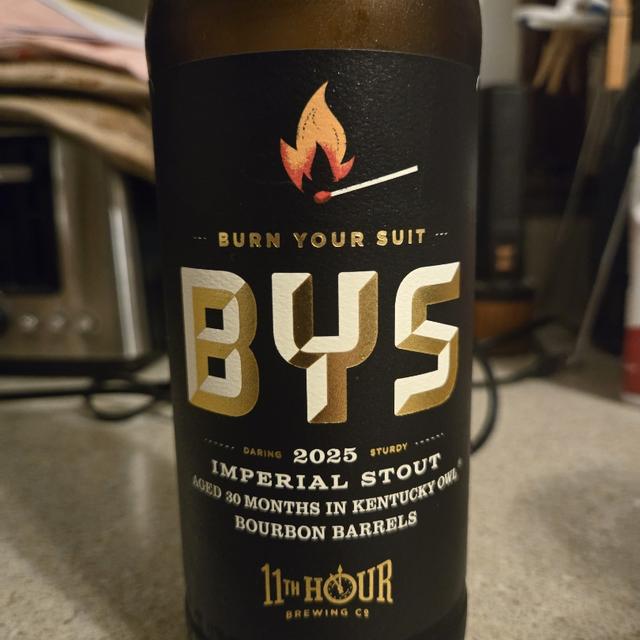 BURN YOUR SUIT
BYS
DARING 2025 STURDY
IMPERIAL STOUT
AGED 30 MONTHS IN KENTUCKY OWL®
BOURBON BARRELS
11TH HOUR
BREWING CO